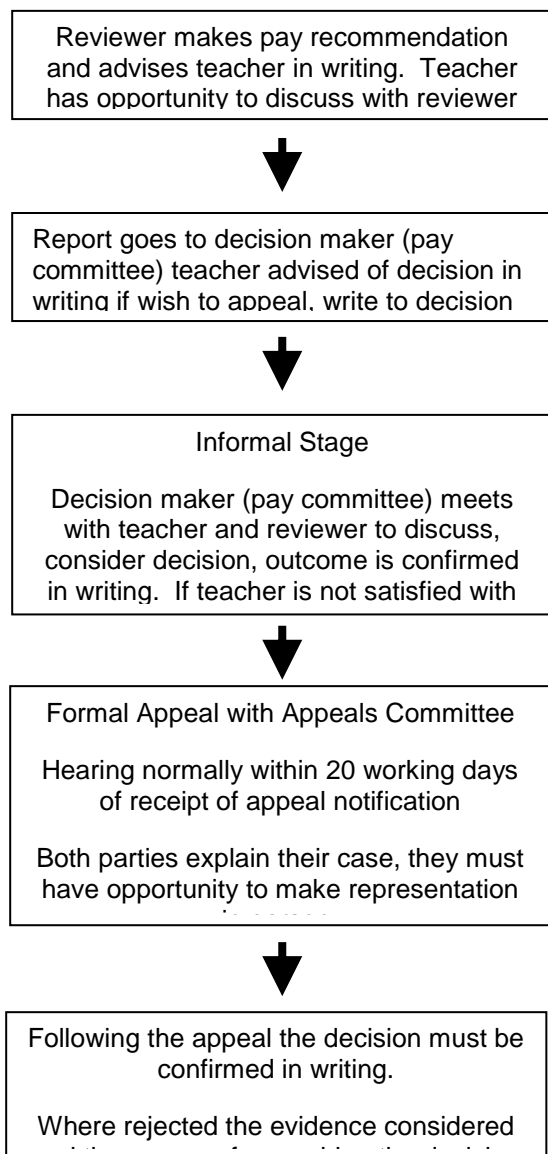 Reviewer makes pay recommendation
and advises teacher in writing.  Teacher
has opportunity to discuss with reviewer
Report goes to decision maker (pay
committee) teacher advised of decision in
writing if wish to appeal, write to decision
Informal Stage
Decision maker (pay committee) meets
with teacher and reviewer to discuss,
consider decision, outcome is confirmed
in writing.  If teacher is not satisfied with
Formal Appeal with Appeals Committee
Hearing normally within 20 working days
of receipt of appeal notification
Both parties explain their case, they must
have opportunity to make representation
Following the appeal the decision must be
confirmed in writing.
Where rejected the evidence considered